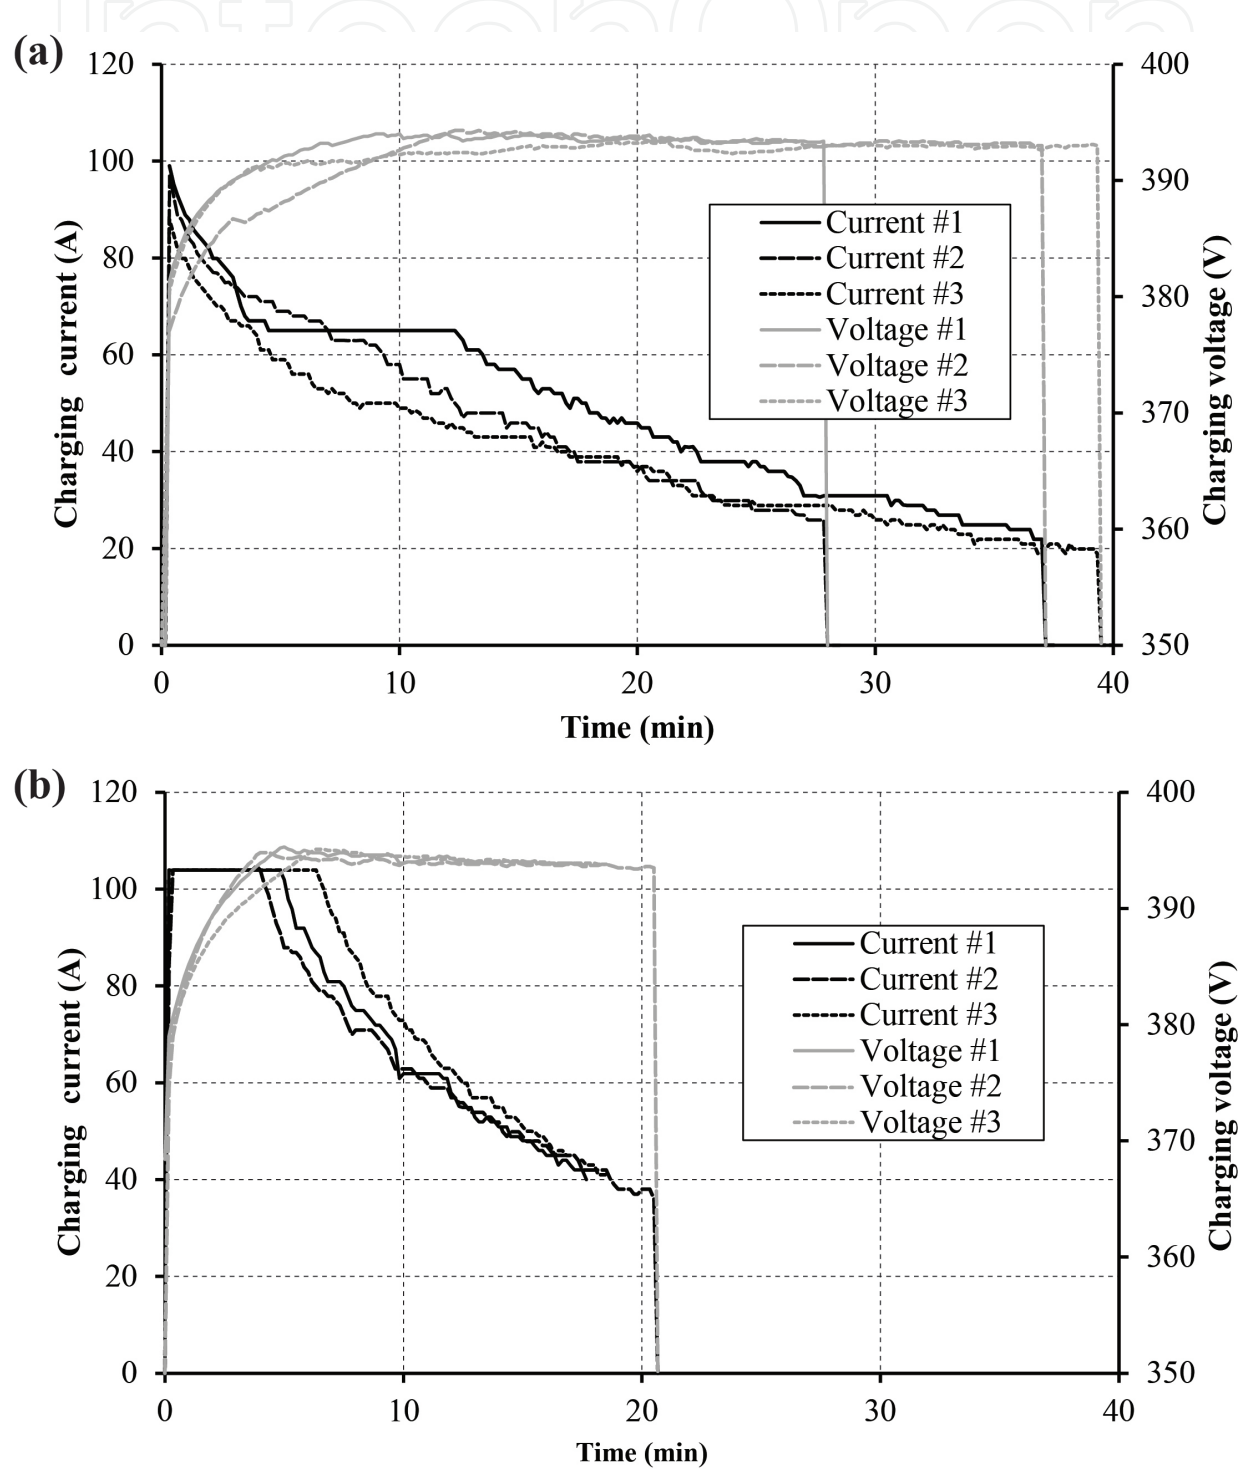 (a)
120
100
80
60
40
20
0
Charging current (A)
400
390
380
370
360
350
Charging voltage (V)
Current #1
Current #2
Current #3
Voltage #1
Voltage #2
Voltage #3
0 10 20 30 40
Time (min)
(b)
120
100
80
60
40
20
0
Charging current (A)
400
390
380
370
360
350
Charging voltage (V)
Current #1
Current #2
Current #3
Voltage #1
Voltage #2
Voltage #3
0 10 20 30 40
Time (min)